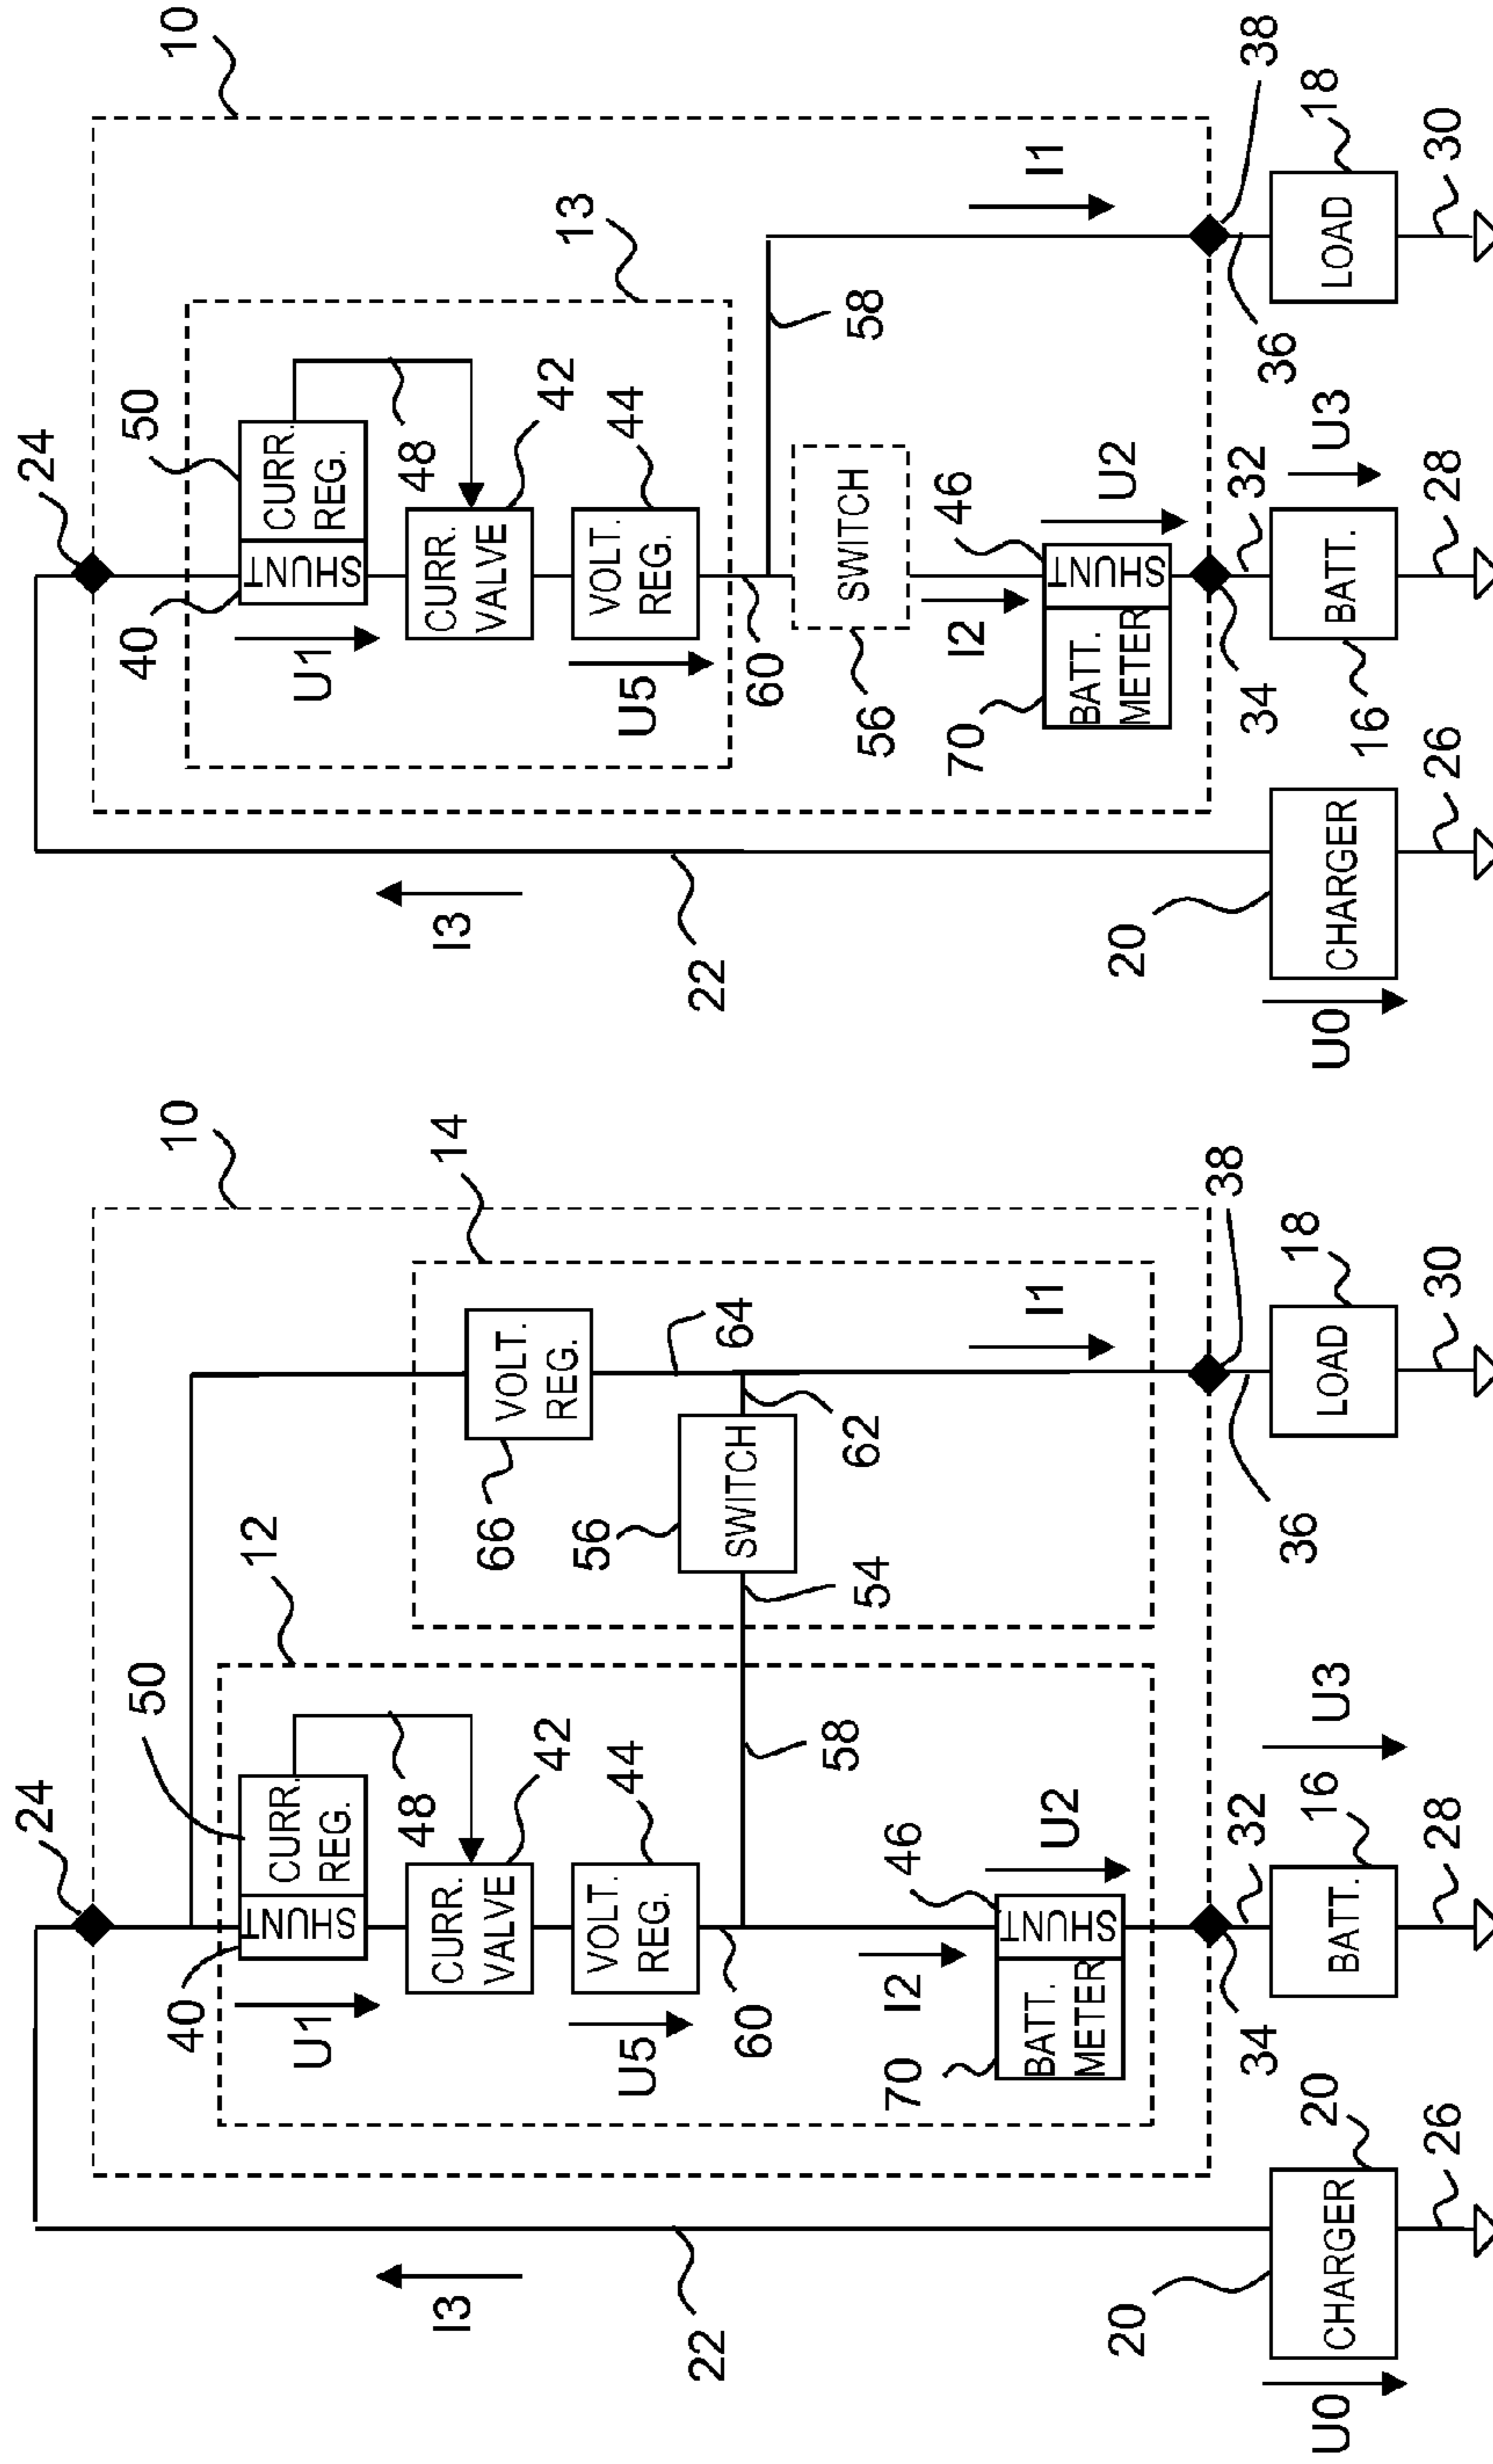 10
24
50
CURR.
REG.
SHUNT
40
U1
48
CURR.
VALVE
42
13
VOLT.
REG.
44
U5
60
58
SWITCH
56
I1
I2
46
U2
SHUNT
BATT.
METER
70
38
34
32
36
U3
I3
22
20
CHARGER
U0
26
BATT.
16
28
LOAD
18
30
10
24
50
12
14
CURR.
REG.
SHUNT
40
U1
48
CURR.
VALVE
42
VOLT.
REG.
44
U5
60
VOLT.
REG.
66
64
SWITCH
56
62
54
58
I1
I2
46
U2
SHUNT
BATT.
METER
70
38
34
32
36
U3
I3
22
20
20
CHARGER
U0
26
BATT.
16
28
LOAD
18
30